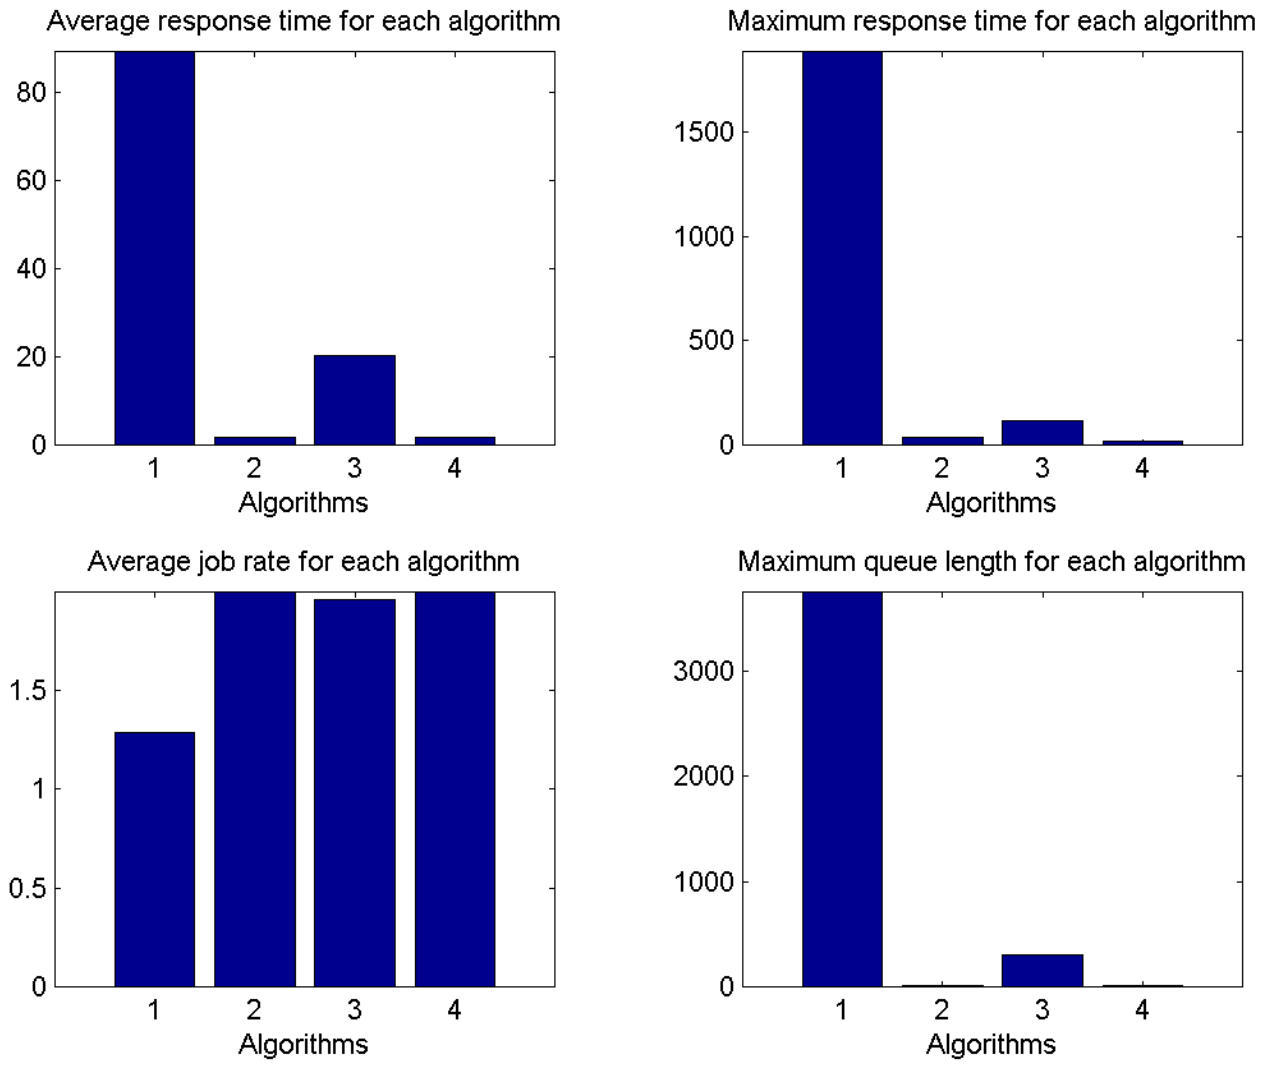 Average response time for each algorithm
80
60
40
20
0
1 2 3 4
Algorithms
Maximum response time for each algorithm
1500
1000
500
0
1 2 3 4
Algorithms
Average job rate for each algorithm
1.5
1
0.5
0
1 2 3 4
Algorithms
Maximum queue length for each algorithm
3000
2000
1000
0
1 2 3 4
Algorithms